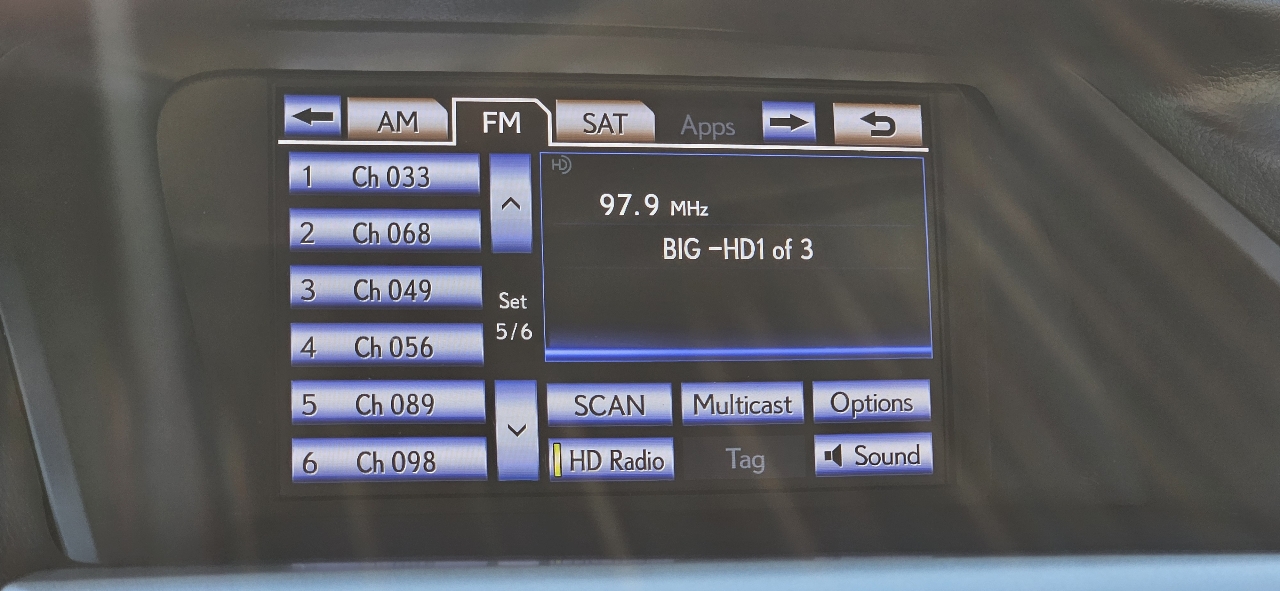 AM FM SAT Apps
1 Ch 033
2 Ch 068
3 Ch 049
4 Ch 056
5 Ch 089
6 Ch 098
Set
5/6
HD
97.9 MHz
BIG -HD1 of 3
SCAN Multicast Options
HD Radio Tag Sound